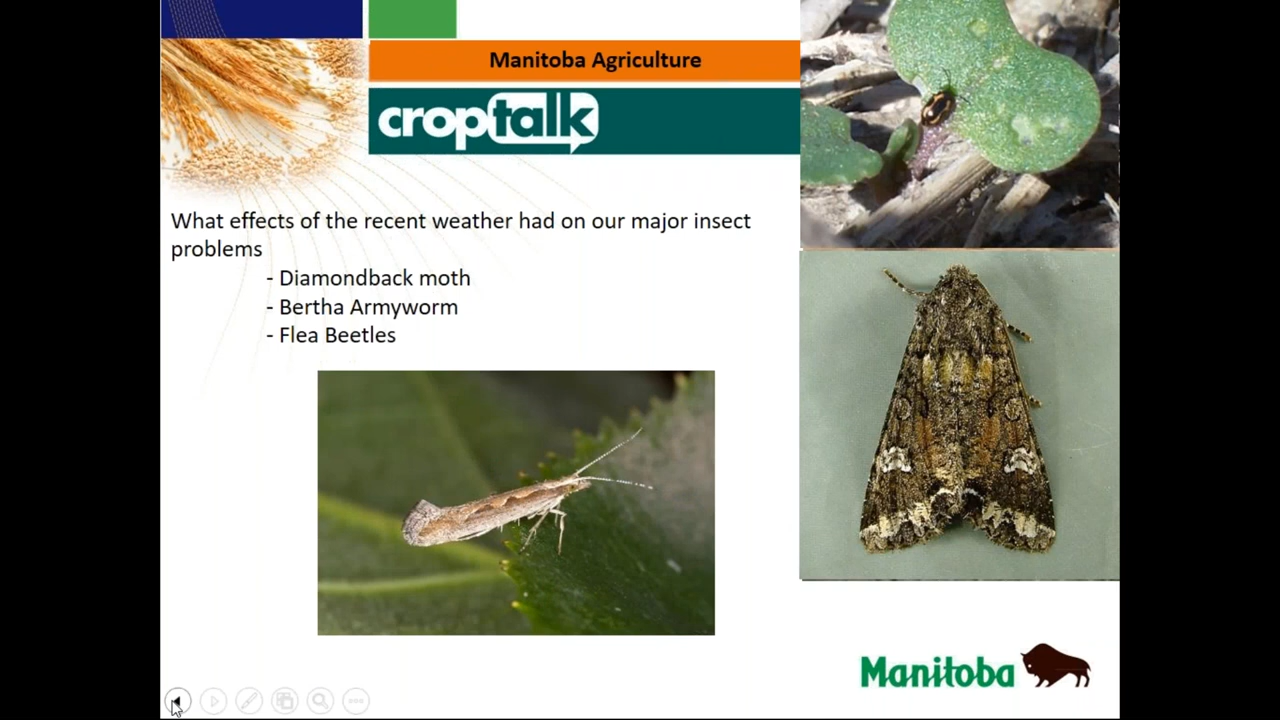 Manitoba Agriculture
croptalk
What effects of the recent weather had on our major insect
problems
- Diamondback moth
- Bertha Armyworm
- Flea Beetles
Manitoba